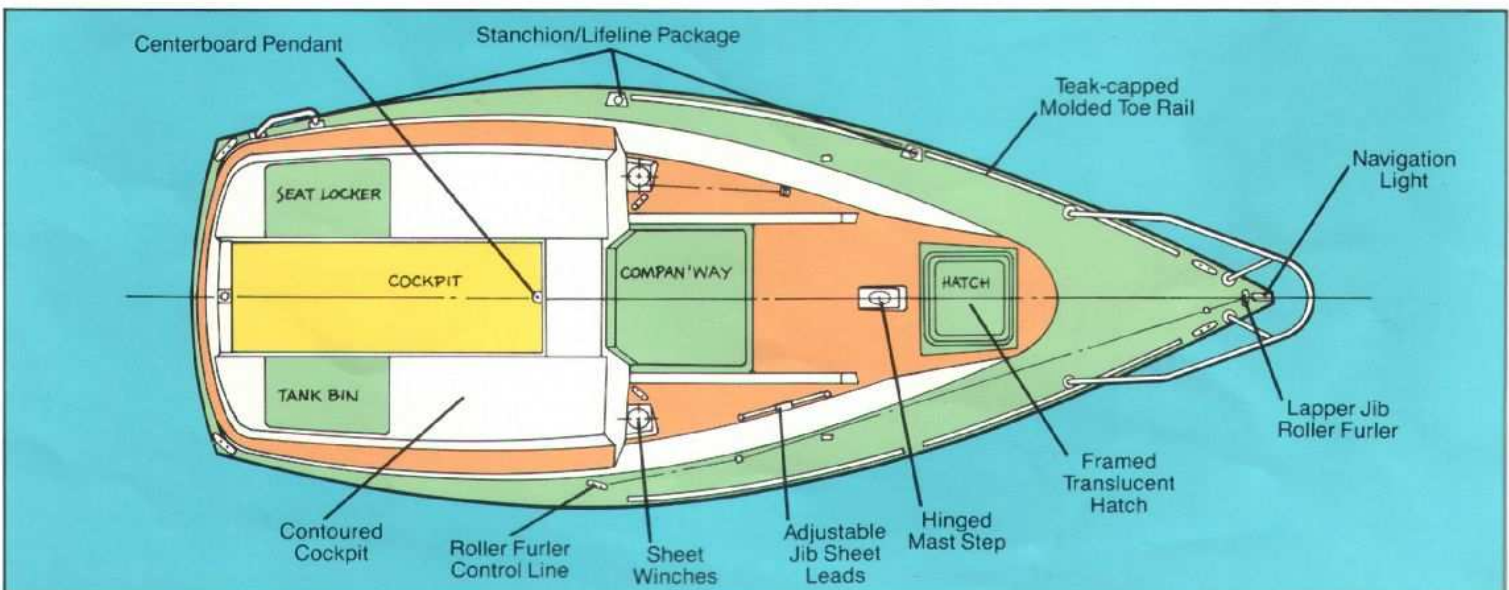 Stanchion/Lifeline Package
Centerboard Pendant
Teak-capped
Molded Toe Rail
Navigation
Light
SEAT LOCKER
COCKPIT
COMPAN'WAY
HATCH
TANK BIN
Lapper Jib
Roller Furler
Framed
Translucent
Hatch
Hinged
Mast Step
Adjustable
Jib Sheet
Leads
Sheet
Winches
Roller Furler
Control Line
Contoured
Cockpit